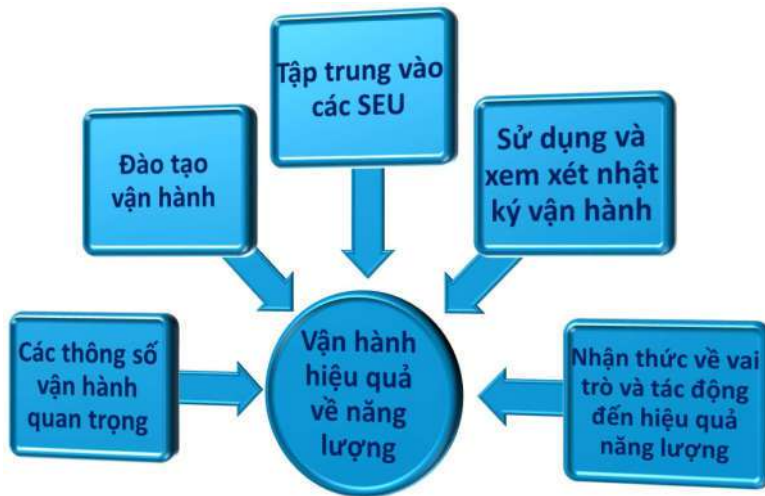 Tập trung vào
các SEU
Đào tạo
vận hành
Sử dụng và
xem xét nhật
ký vận hành
Các thông số
vận hành
quan trọng
Vận hành
hiệu quả
về năng
lượng
Nhận thức về vai
trò và tác động
đến hiệu quả
năng lượng